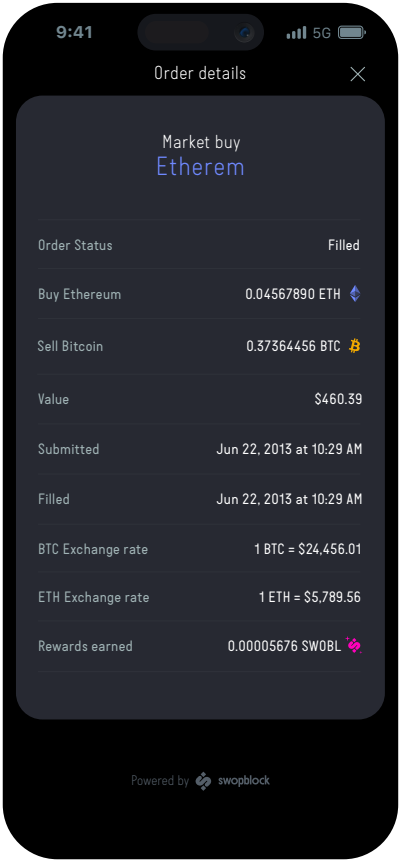 9:41
5G
Order details
Market buy
Etherem
Order Status Filled
Buy Ethereum 0.04567890 ETH
Sell Bitcoin 0.37364456 BTC
Value $460.39
Submitted Jun 22, 2013 at 10:29 AM
Filled Jun 22, 2013 at 10:29 AM
BTC Exchange rate 1 BTC = $24,456.01
ETH Exchange rate 1 ETH = $5,789.56
Rewards earned 0.00005676 SWOBL
Powered by swopblock